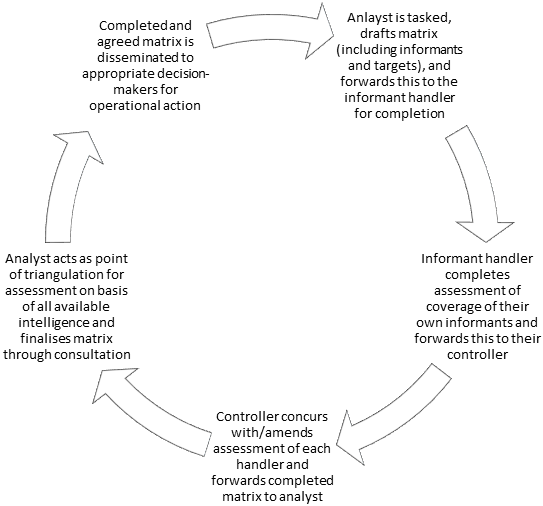 Completed and
agreed matrix is
disseminated to
appropriate decision-
makers for
operational action
Anlayst is tasked,
drafts matrix
(including informants
and targets), and
forwards this to the
informant handler
for completion
Informant handler
completes
assessment of
coverage of their
own informants and
forwards this to their
controller
Controller concurs
with/amends
assessment of each
handler and
forwards completed
matrix to analyst
Analyst acts as point
of triangulation for
assessment on basis
of all available
intelligence and
finalises matrix
through consultation